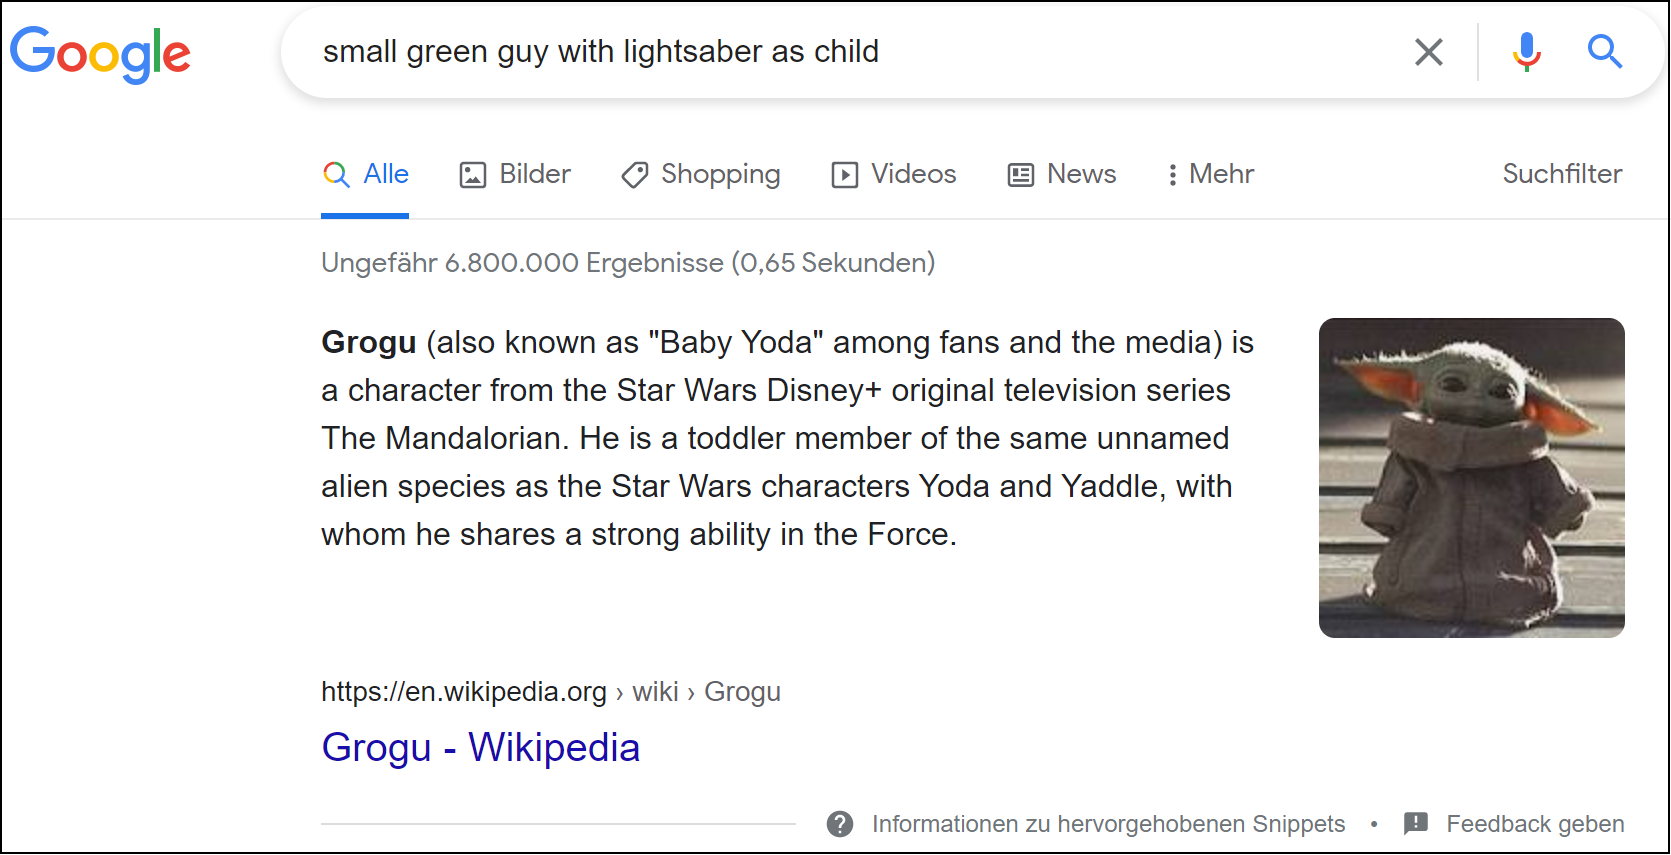 Google
small green guy with lightsaber as child
Alle Bilder Shopping Videos News Mehr Suchfilter
Ungefähr 6.800.000 Ergebnisse (0,65 Sekunden)
Grogu (also known as "Baby Yoda" among fans and the media) is
a character from the Star Wars Disney+ original television series
The Mandalorian. He is a toddler member of the same unnamed
alien species as the Star Wars characters Yoda and Yaddle, with
whom he shares a strong ability in the Force.
https://en.wikipedia.org › wiki › Grogu
Grogu - Wikipedia
Informationen zu hervorgehobenen Snippets • Feedback geben